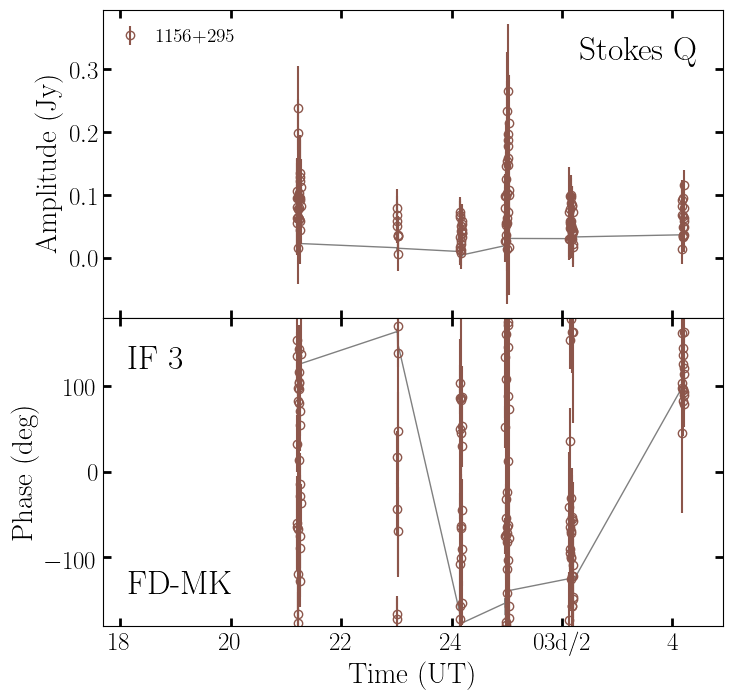 1156+295
Stokes Q
Amplitude (Jy)
0.3
0.2
0.1
0.0
IF 3
FD-MK
Phase (deg)
100
0
−100
18 20 22 24 03d/2 4
Time (UT)